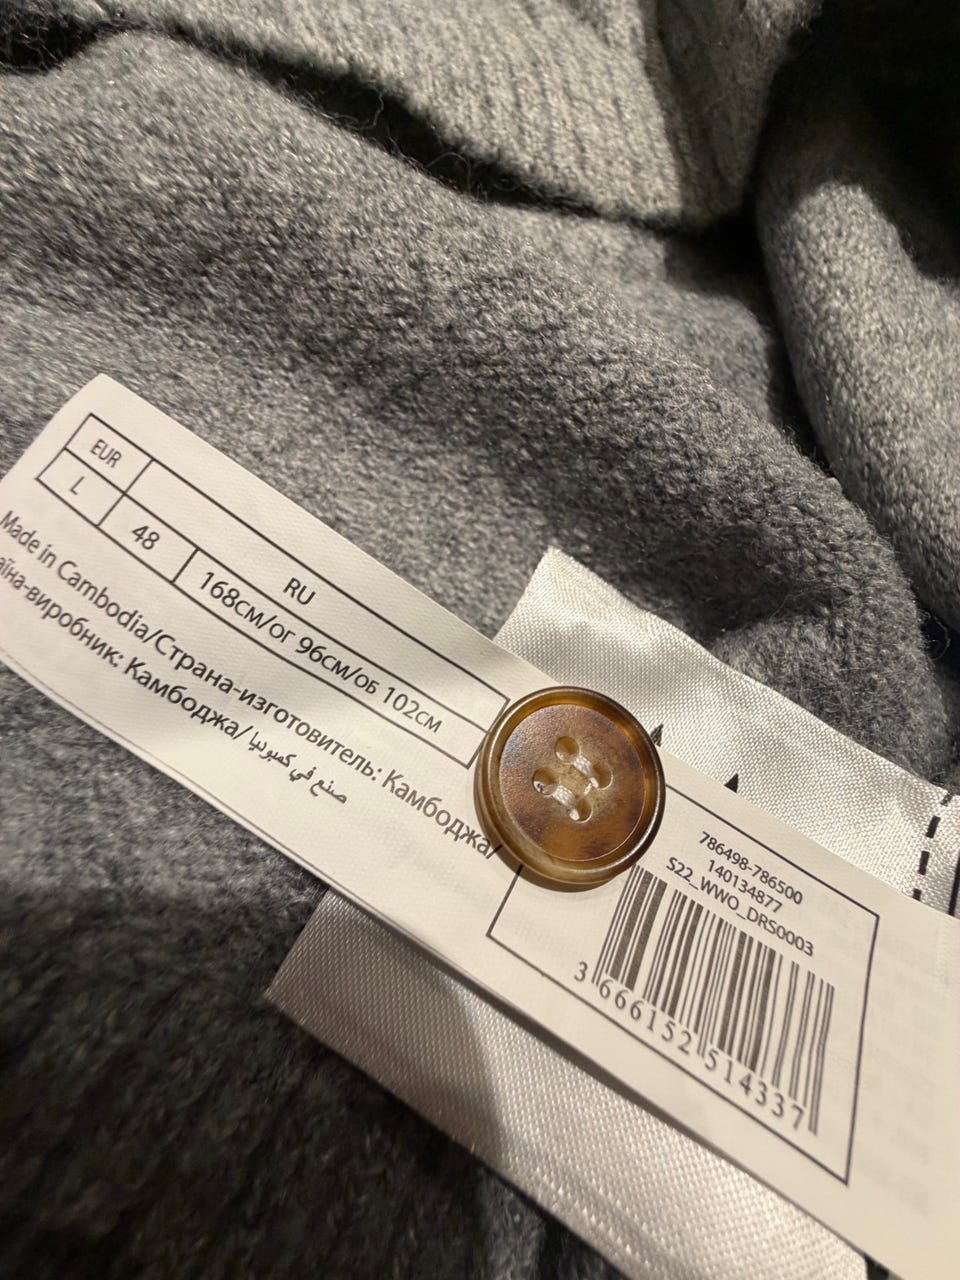 EUR
RU
L
48
168см/ог 96см/об 102см
Made in Cambodia/Страна-изготовитель: Камбоджа/
аїна-виробник: Камбоджа/صنع في كمبوديا
786498-786500
140134877
S22_WWO_DRS0003
3 666152 514337